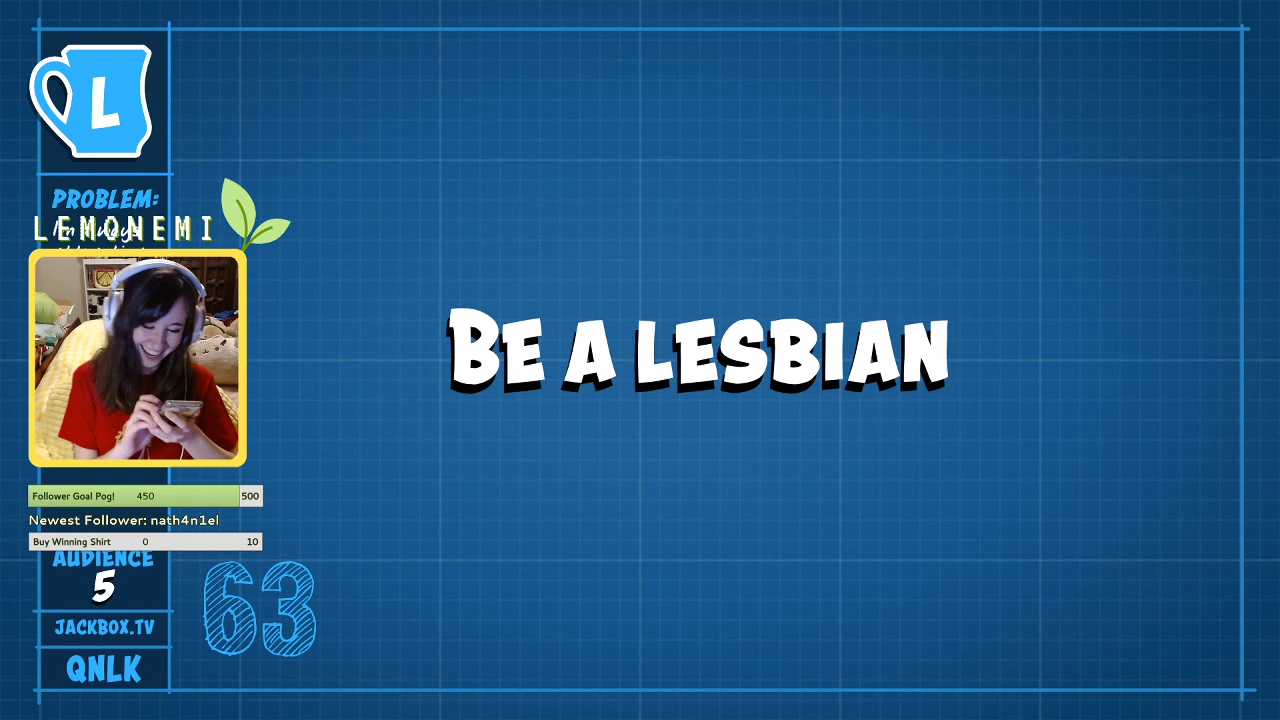 L
PROBLEM:
LEMONEMI
I'm always
BE A LESBIAN
Follower Goal Pog! 450 500
Newest Follower: nath4n1el
Buy Winning Shirt 0 10
AUDIENCE
5
63
JACKBOX.TV
QNLK